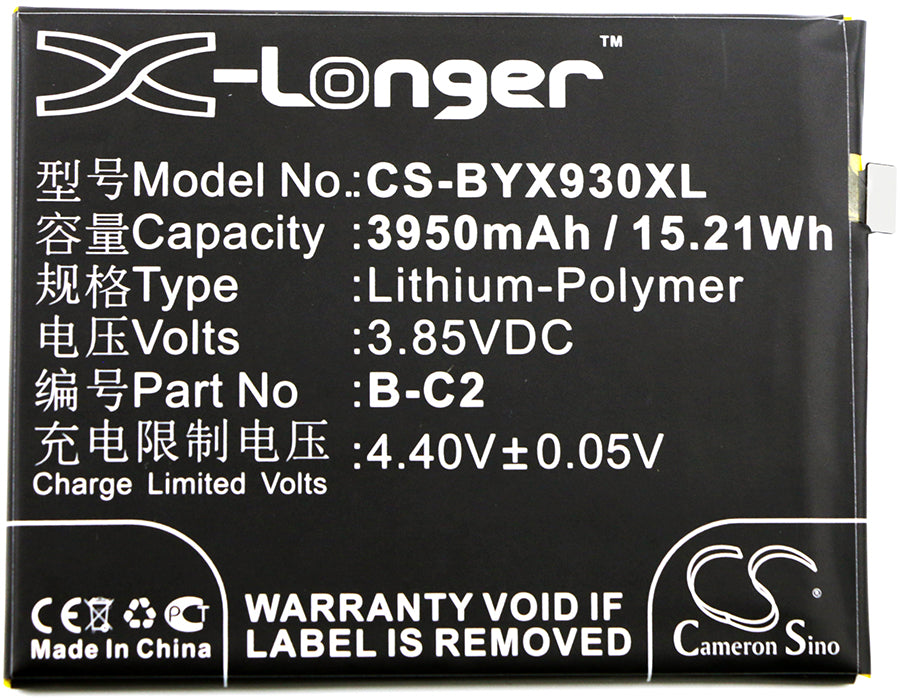 X-Longer™
型号Model No.:CS-BYX930XL
容量Capacity :3950mAh / 15.21Wh
规格Type :Lithium-Polymer
电压Volts :3.85VDC
编号Part No :B-C2
充电限制电压 :4.40V±0.05V
Charge Limited Volts
CE PCT
Made In China
WARRANTY VOID IF
LABEL IS REMOVED
CS®
Cameron Sino